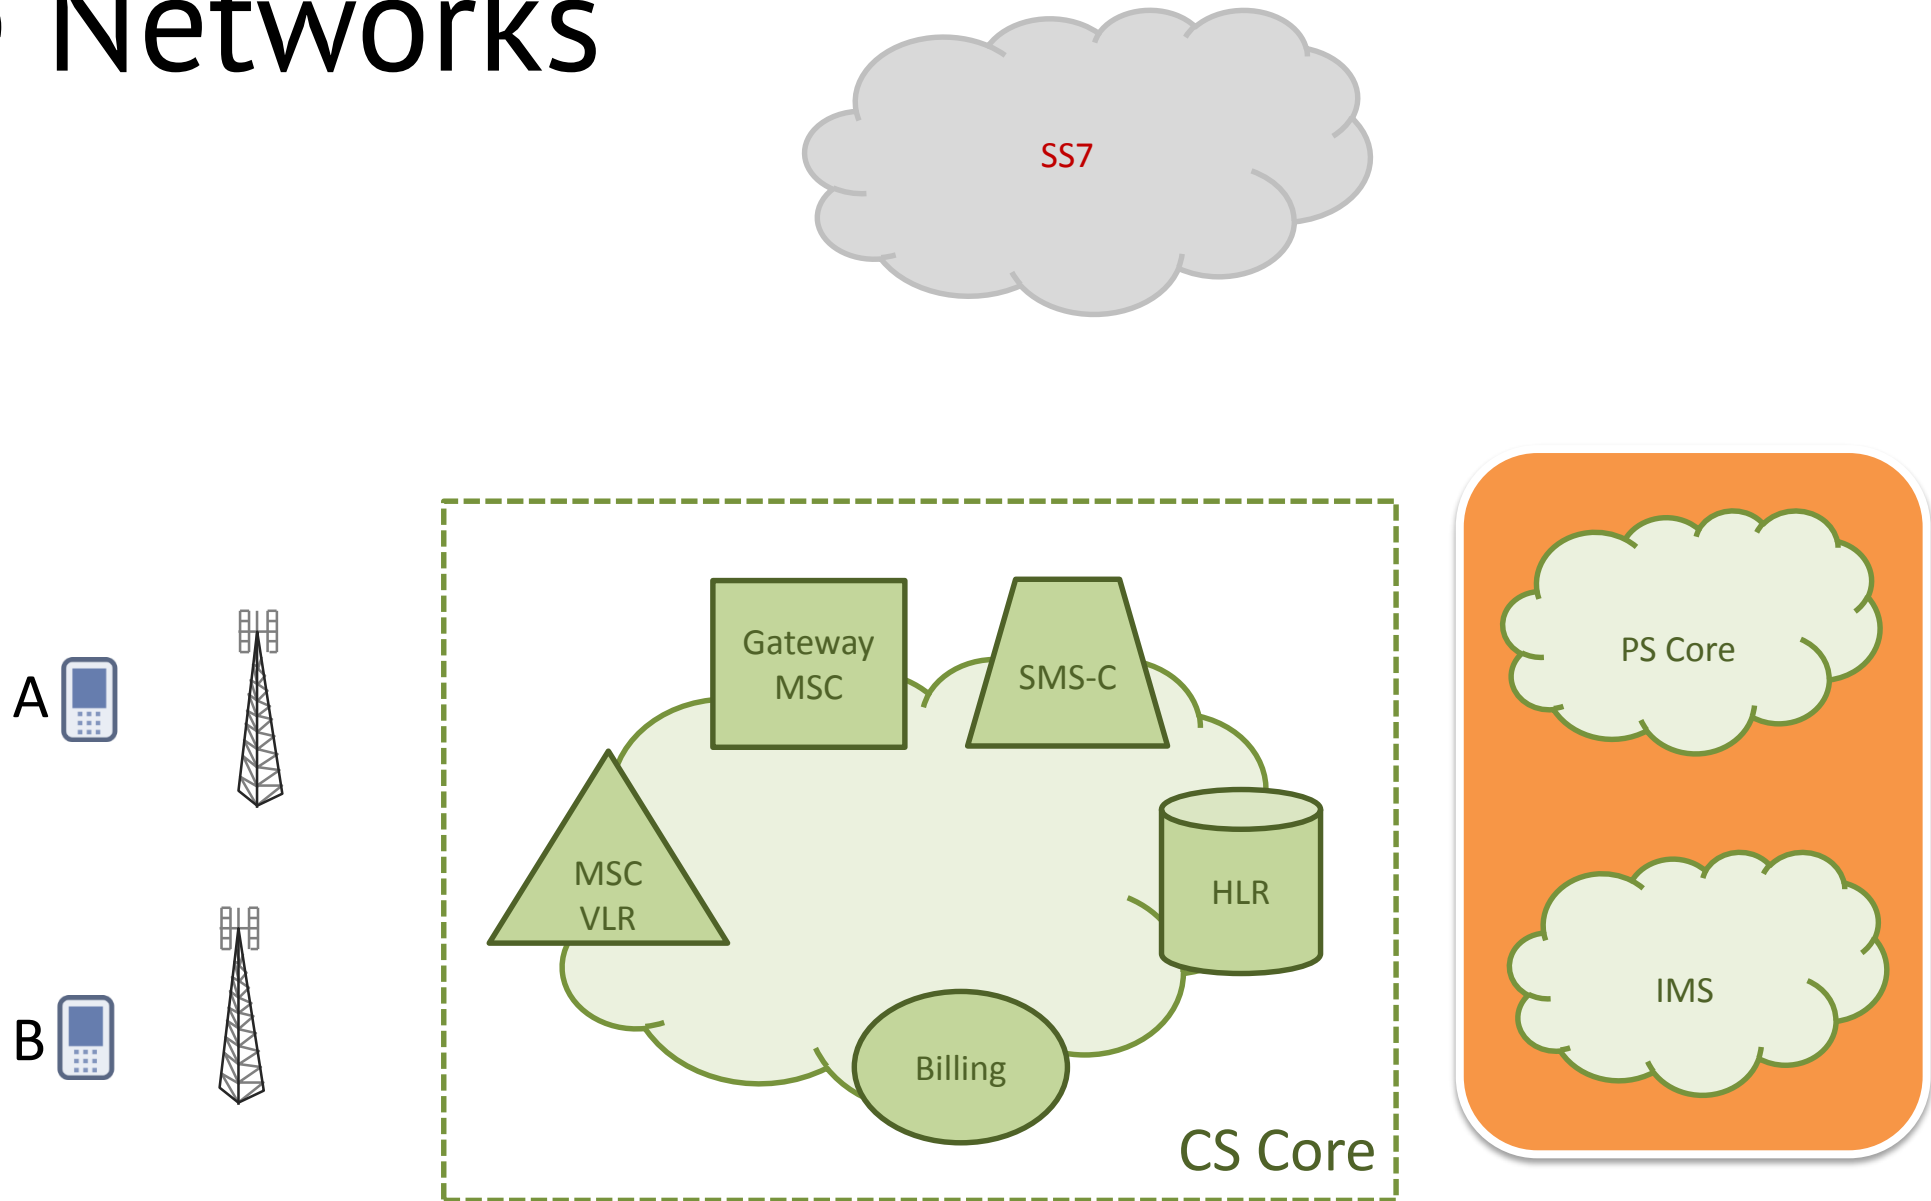 Networks
SS7
Gateway
MSC
SMS-C
PS Core
A
MSC
VLR
HLR
IMS
B
Billing
CS Core